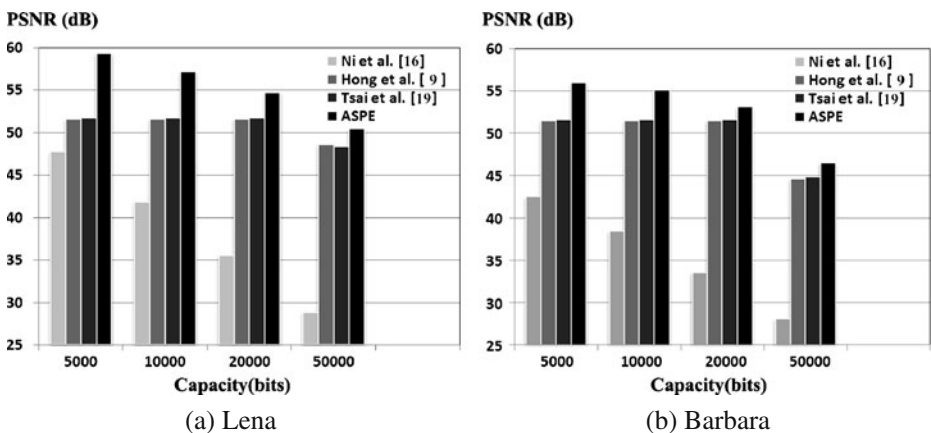 PSNR (dB)
60
55
50
45
40
35
30
25
Ni et al. [16]
Hong et al. [ 9 ]
Tsai et al. [19]
ASPE
5000 10000 20000 50000
Capacity(bits)
(a) Lena
PSNR (dB)
60
55
50
45
40
35
30
25
Ni et al. [16]
Hong et al. [ 9 ]
Tsai et al. [19]
ASPE
5000 10000 20000 50000
Capacity(bits)
(b) Barbara